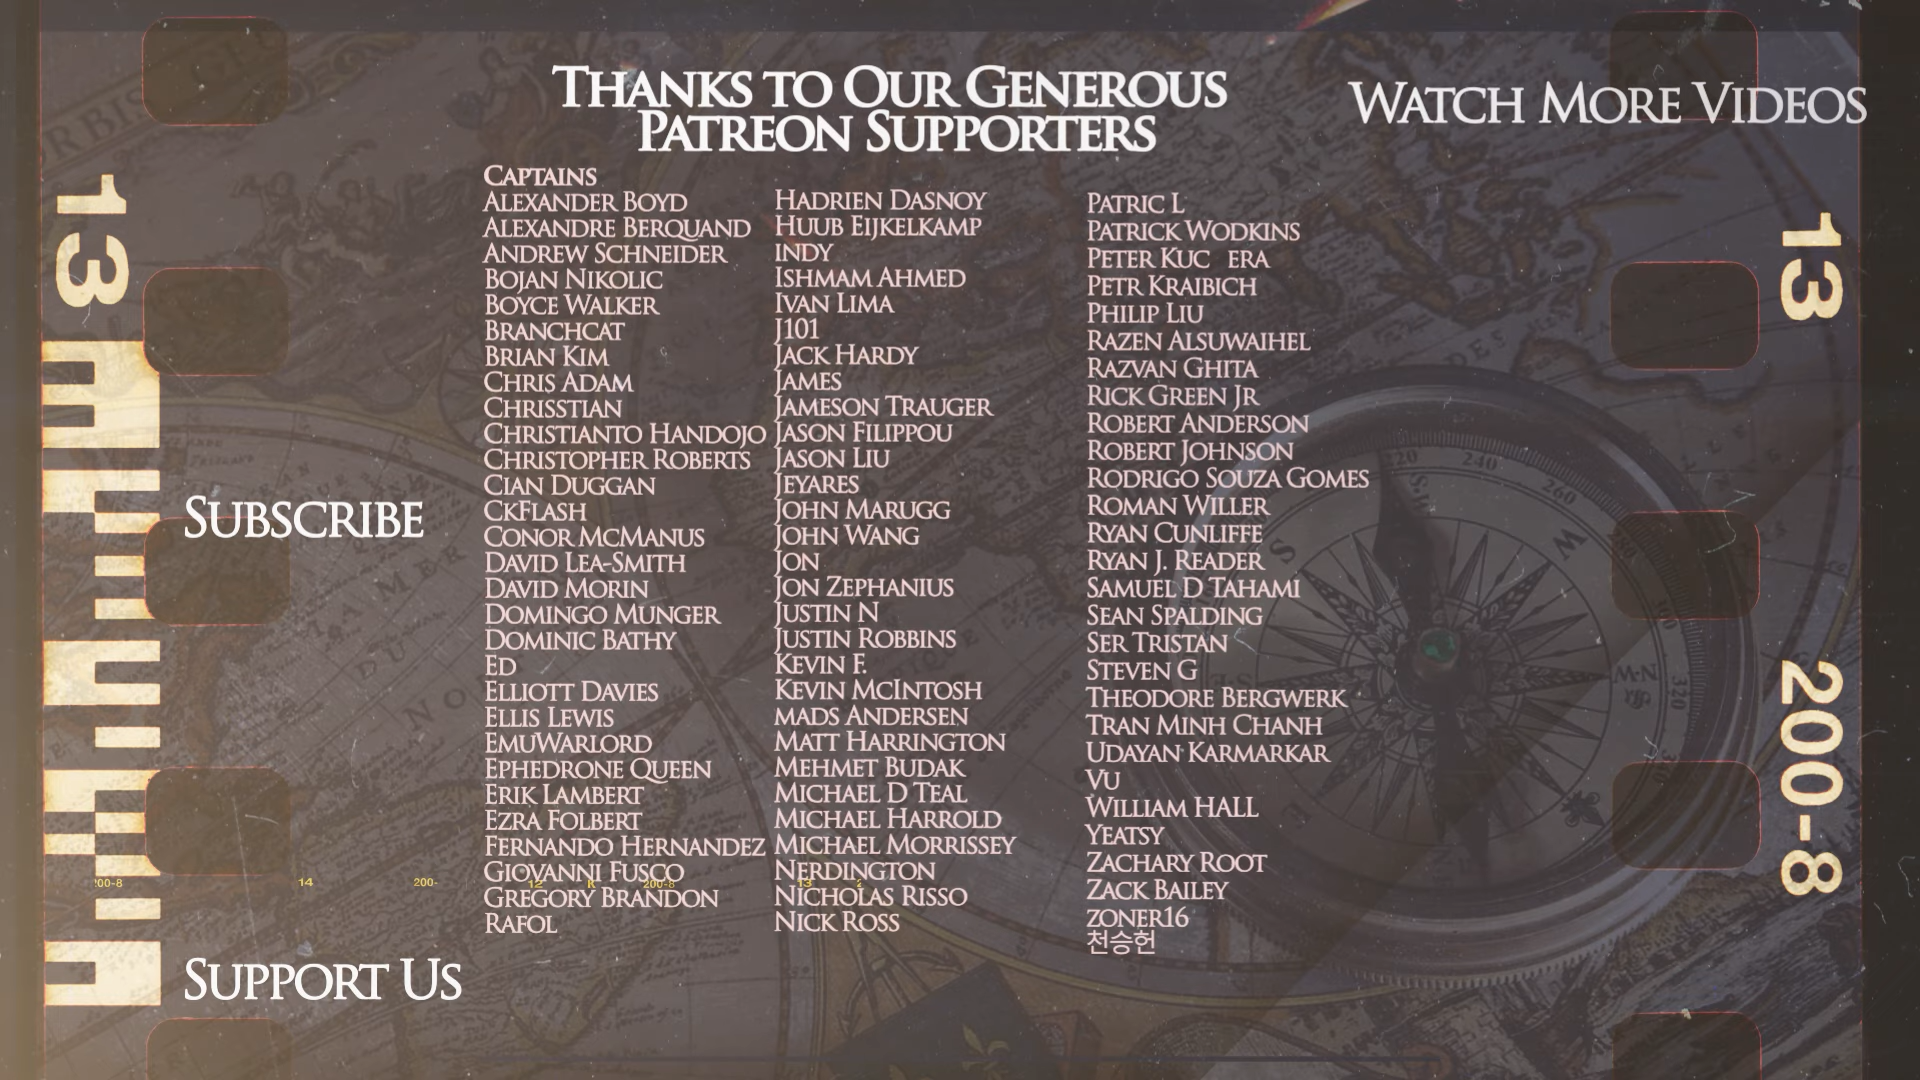 Thanks to Our Generous
Patreon Supporters
Watch More Videos
Captains
Alexander Boyd
Alexandre Berquand
Andrew Schneider
Bojan Nikolic
Boyce Walker
Branchcat
Brian Kim
Chris Adam
Chrisstian
Christianto Handojo
Christopher Roberts
Cian Duggan
CkFlash
Conor McManus
David Lea-Smith
David Morin
Domingo Munger
Dominic Bathy
Ed
Elliott Davies
Ellis Lewis
EmuWarlord
Ephedrone Queen
Erik Lambert
Ezra Folbert
Fernando Hernandez
Giovanni Fusco
Gregory Brandon
Rafol
Hadrien Dasnoy
Huub Eijkelkamp
indy
Ishmam Ahmed
Ivan Lima
J101
Jack Hardy
James
Jameson Trauger
Jason Filippou
Jason Liu
Jeyares
John Marugg
John Wang
Jon
Jon Zephanius
Justin N
Justin Robbins
Kevin F.
Kevin McIntosh
mads Andersen
Matt Harrington
Mehmet Budak
Michael D Teal
Michael Harrold
Michael Morrissey
Nerdington
Nicholas Risso
Nick Ross
Patric L
Patrick Wodkins
Peter Kuc era
Petr Kraibich
Philip Liu
Razen Alsuwaihel
Razvan Ghita
Rick Green Jr
Robert Anderson
Robert Johnson
Rodrigo Souza Gomes
Roman Willer
Ryan Cunliffe
Ryan J. Reader
Samuel D Tahami
Sean Spalding
Ser Tristan
Steven G
Theodore Bergwerk
Tran Minh Chanh
Udayan Karmarkar
Vu
William HALL
Yeatsy
Zachary Root
Zack Bailey
zoner16
천승헌
Subscribe
Support Us
13
13
200-8
14
200-
12
200-8
13